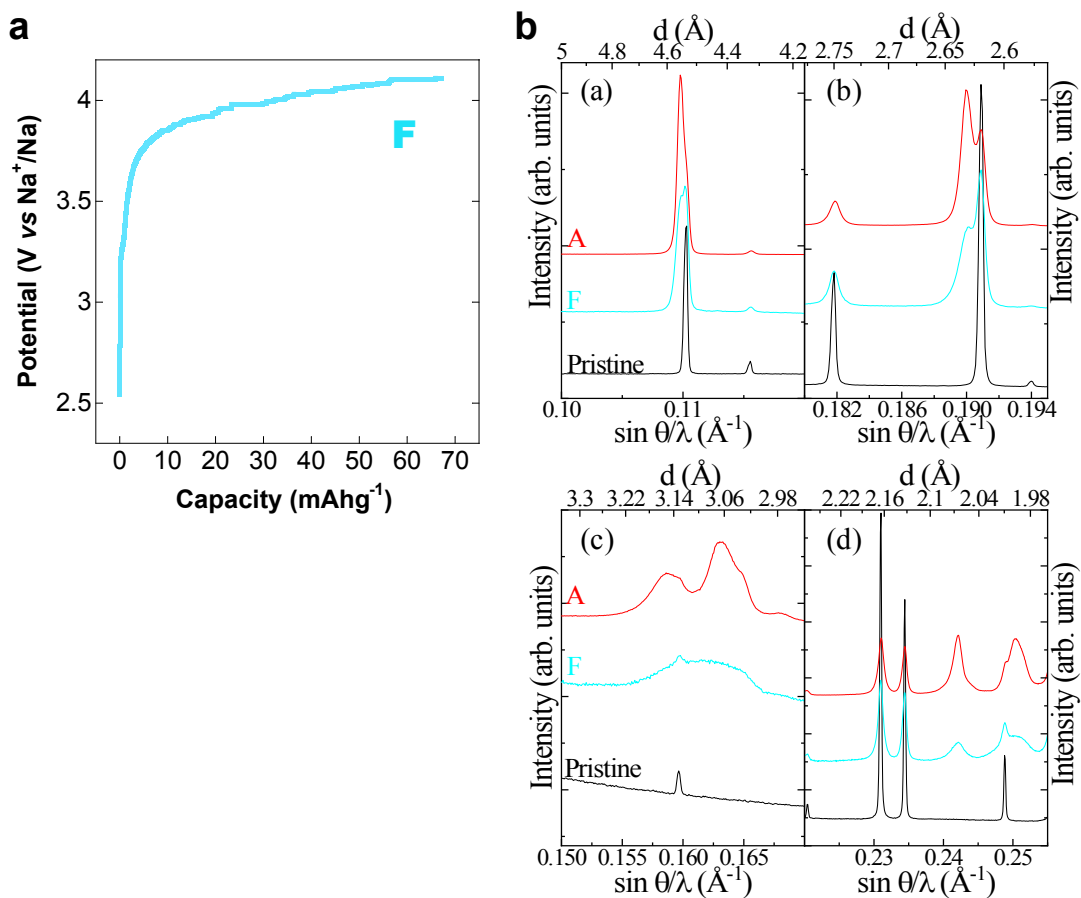 a
Potential (V vs Na⁺/Na)
4
3.5
3
2.5
F
0 10 20 30 40 50 60 70
Capacity (mAhg⁻¹)
b
d (Å)
5 4.8 4.6 4.4 4.2
(a)
Intensity (arb. units)
A
F
Pristine
0.10 0.11
sin θ/λ (Å⁻¹)
d (Å)
2.75 2.7 2.65 2.6
(b)
Intensity (arb. units)
0.182 0.186 0.190 0.194
sin θ/λ (Å⁻¹)
d (Å)
3.3 3.22 3.14 3.06 2.98
(c)
Intensity (arb. units)
A
F
Pristine
0.150 0.155 0.160 0.165
sin θ/λ (Å⁻¹)
d (Å)
2.22 2.16 2.1 2.04 1.98
(d)
Intensity (arb. units)
0.23 0.24 0.25
sin θ/λ (Å⁻¹)